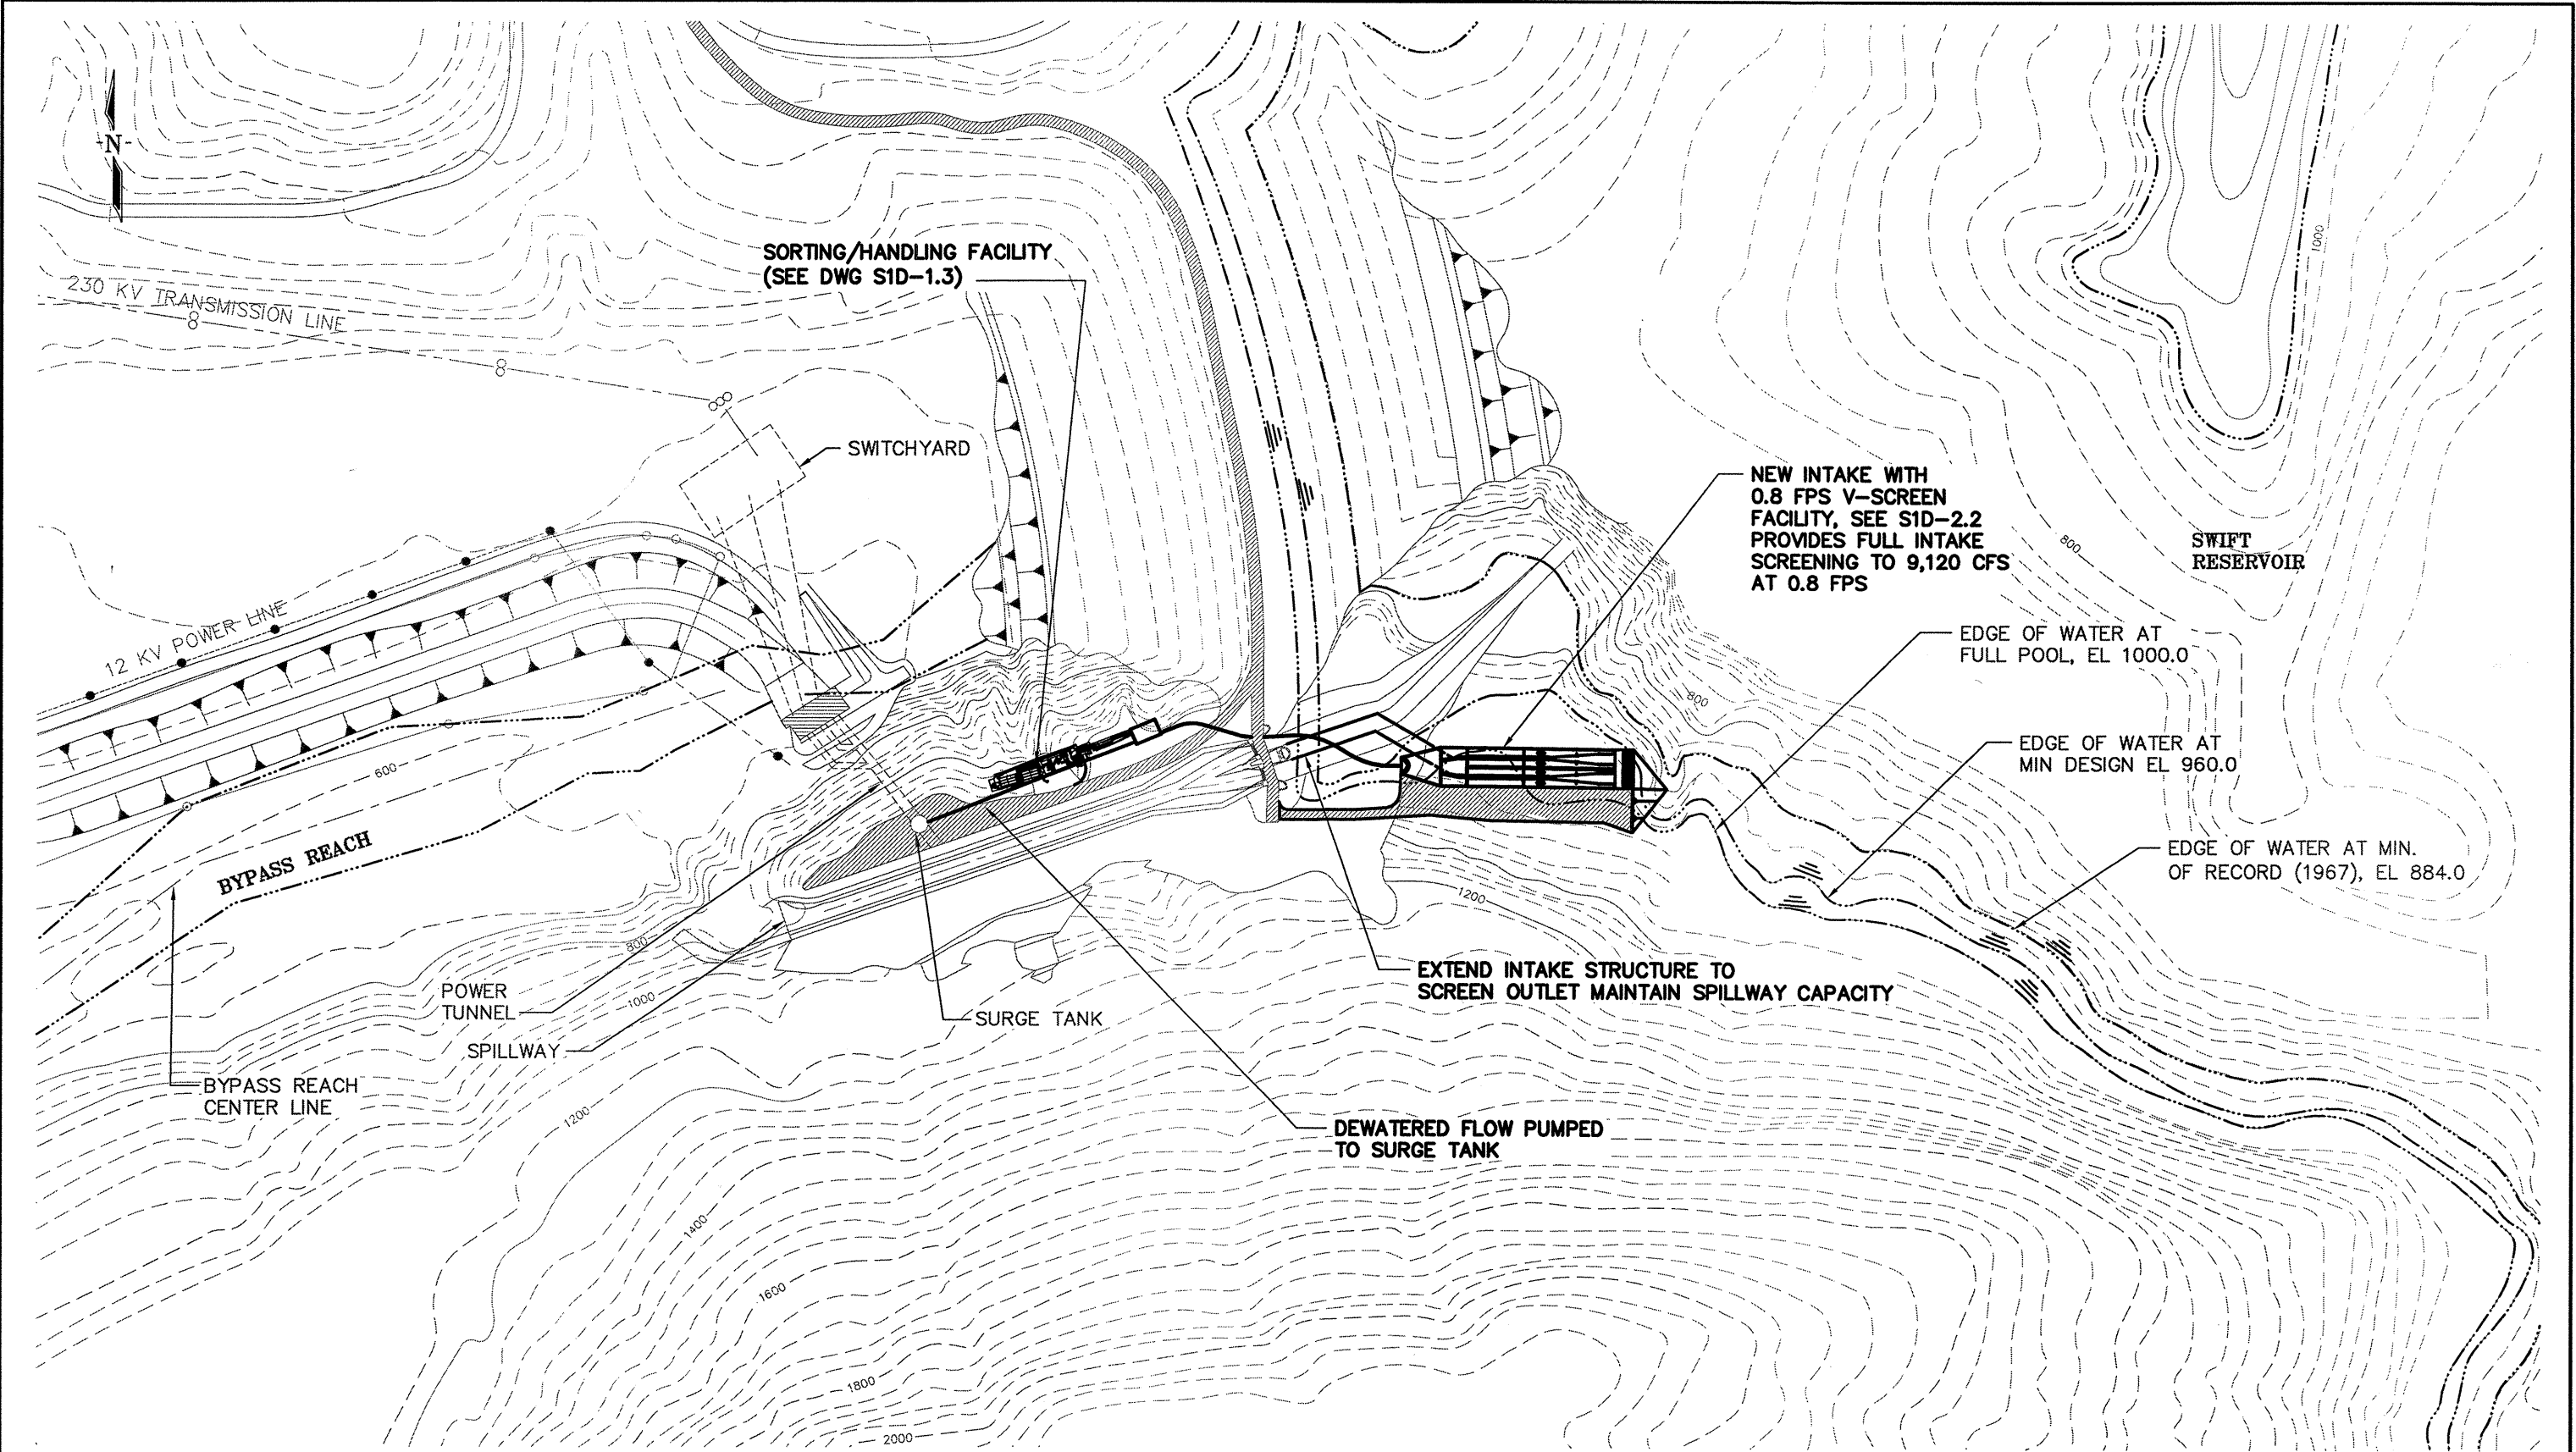 -N-
1000
SORTING/HANDLING FACILITY
(SEE DWG S1D-1.3)
230 KV TRANSMISSION LINE
SWITCHYARD
NEW INTAKE WITH
0.8 FPS V-SCREEN
FACILITY, SEE S1D-2.2
PROVIDES FULL INTAKE
SCREENING TO 9,120 CFS
AT 0.8 FPS
800
SWIFT
RESERVOIR
12 KV POWER LINE
EDGE OF WATER AT
FULL POOL, EL 1000.0
800
EDGE OF WATER AT
MIN DESIGN EL 960.0
600
BYPASS REACH
EDGE OF WATER AT MIN.
OF RECORD (1967), EL 884.0
1200
800
EXTEND INTAKE STRUCTURE TO
SCREEN OUTLET MAINTAIN SPILLWAY CAPACITY
POWER
TUNNEL
1000
SURGE TANK
SPILLWAY
BYPASS REACH
CENTER LINE
1200
DEWATERED FLOW PUMPED
TO SURGE TANK
1400
1600
1800
2000